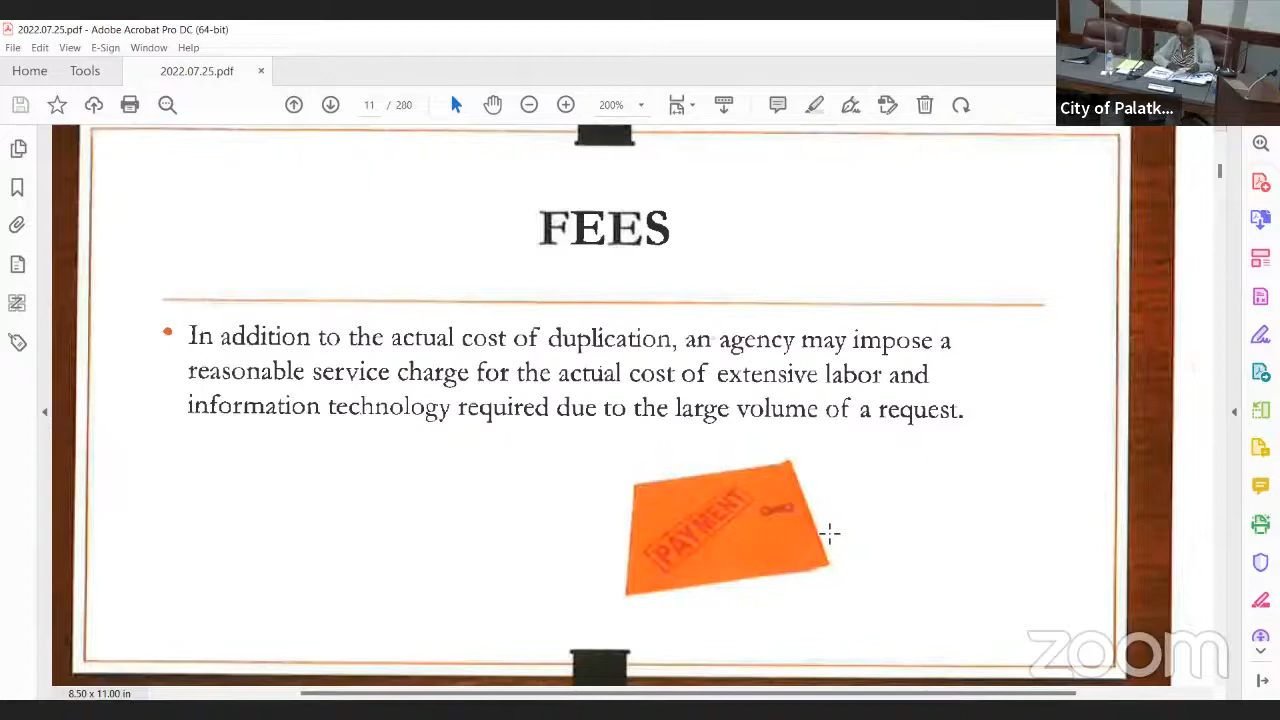 2022.07.25.pdf - Adobe Acrobat Pro DC (64-bit)
File Edit View E-Sign Window Help
Home Tools 2022.07.25.pdf ×
11 / 280 200%
City of Palatk...
FEES
• In addition to the actual cost of duplication, an agency may impose a
reasonable service charge for the actual cost of extensive labor and
information technology required due to the large volume of a request.
PAYMENT
zoom
8.50 x 11.00 in